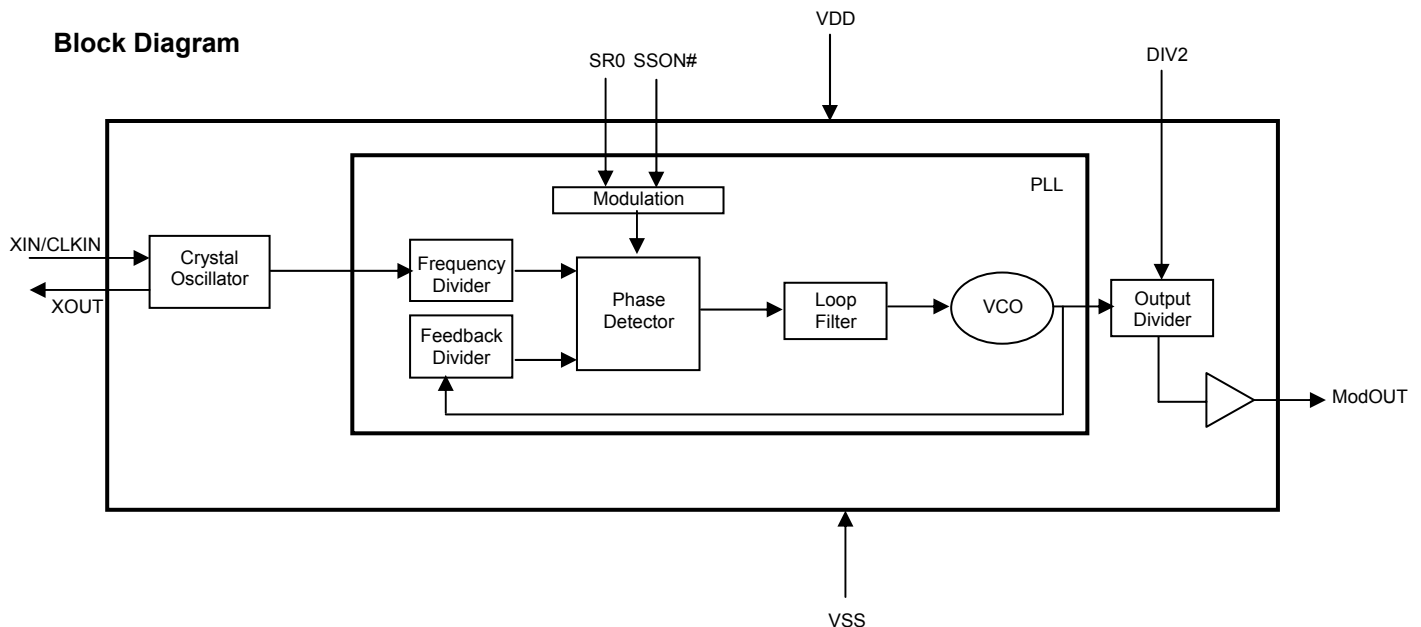 Block Diagram
VDD
SR0 SSON#
DIV2
PLL
Modulation
XIN/CLKIN
XOUT
Crystal
Oscillator
Frequency
Divider
Feedback
Divider
Phase
Detector
Loop
Filter
VCO
Output
Divider
ModOUT
VSS